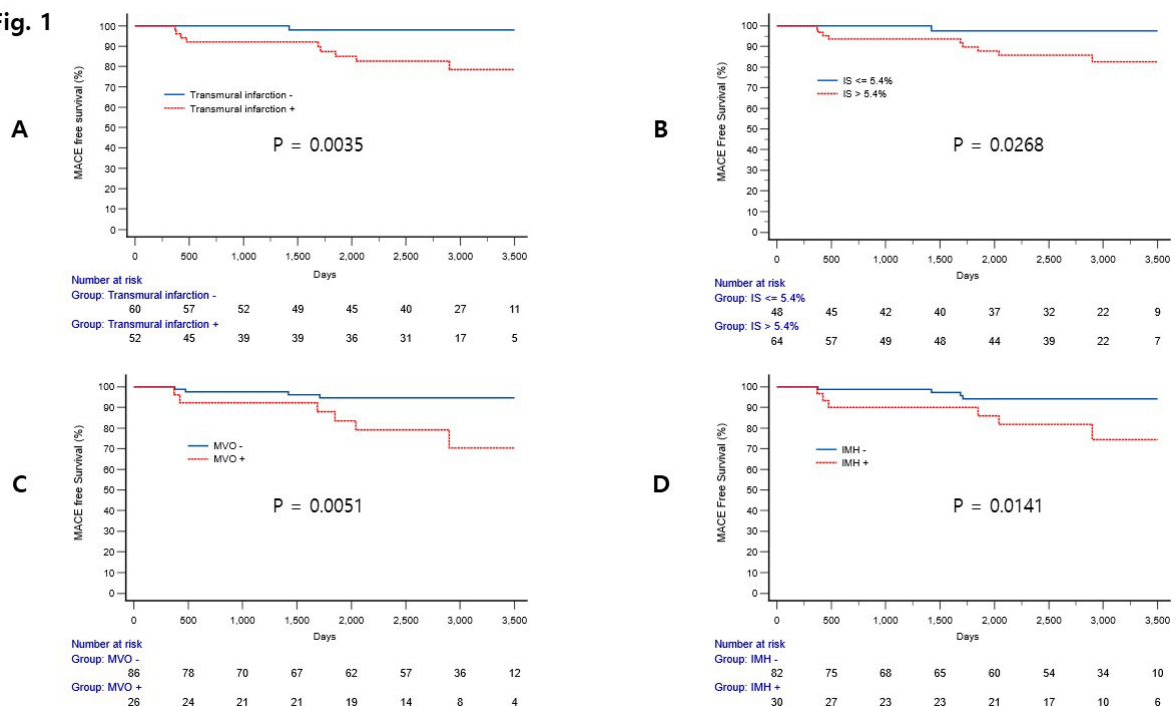 Fig. 1
A
MACE free survival (%)
100
90
80
70
60
50
40
30
20
10
0
Transmural infarction -
Transmural infarction +
P = 0.0035
0 500 1,000 1,500 2,000 2,500 3,000 3,500
Days
Number at risk
Group: Transmural infarction -
60 57 52 49 45 40 27 11
Group: Transmural infarction +
52 45 39 39 36 31 17 5
B
MACE Free Survival (%)
100
90
80
70
60
50
40
30
20
10
0
IS <= 5.4%
IS > 5.4%
P = 0.0268
0 500 1,000 1,500 2,000 2,500 3,000 3,500
Days
Number at risk
Group: IS <= 5.4%
48 45 42 40 37 32 22 9
Group: IS > 5.4%
64 57 49 48 44 39 22 7
C
MACE free Survival (%)
100
90
80
70
60
50
40
30
20
10
0
MVO -
MVO +
P = 0.0051
0 500 1,000 1,500 2,000 2,500 3,000 3,500
Days
Number at risk
Group: MVO -
86 78 70 67 62 57 36 12
Group: MVO +
26 24 21 21 19 14 8 4
D
MACE Free Survival (%)
100
90
80
70
60
50
40
30
20
10
0
IMH -
IMH +
P = 0.0141
0 500 1,000 1,500 2,000 2,500 3,000 3,500
Days
Number at risk
Group: IMH -
82 75 68 65 60 54 34 10
Group: IMH +
30 27 23 23 21 17 10 6